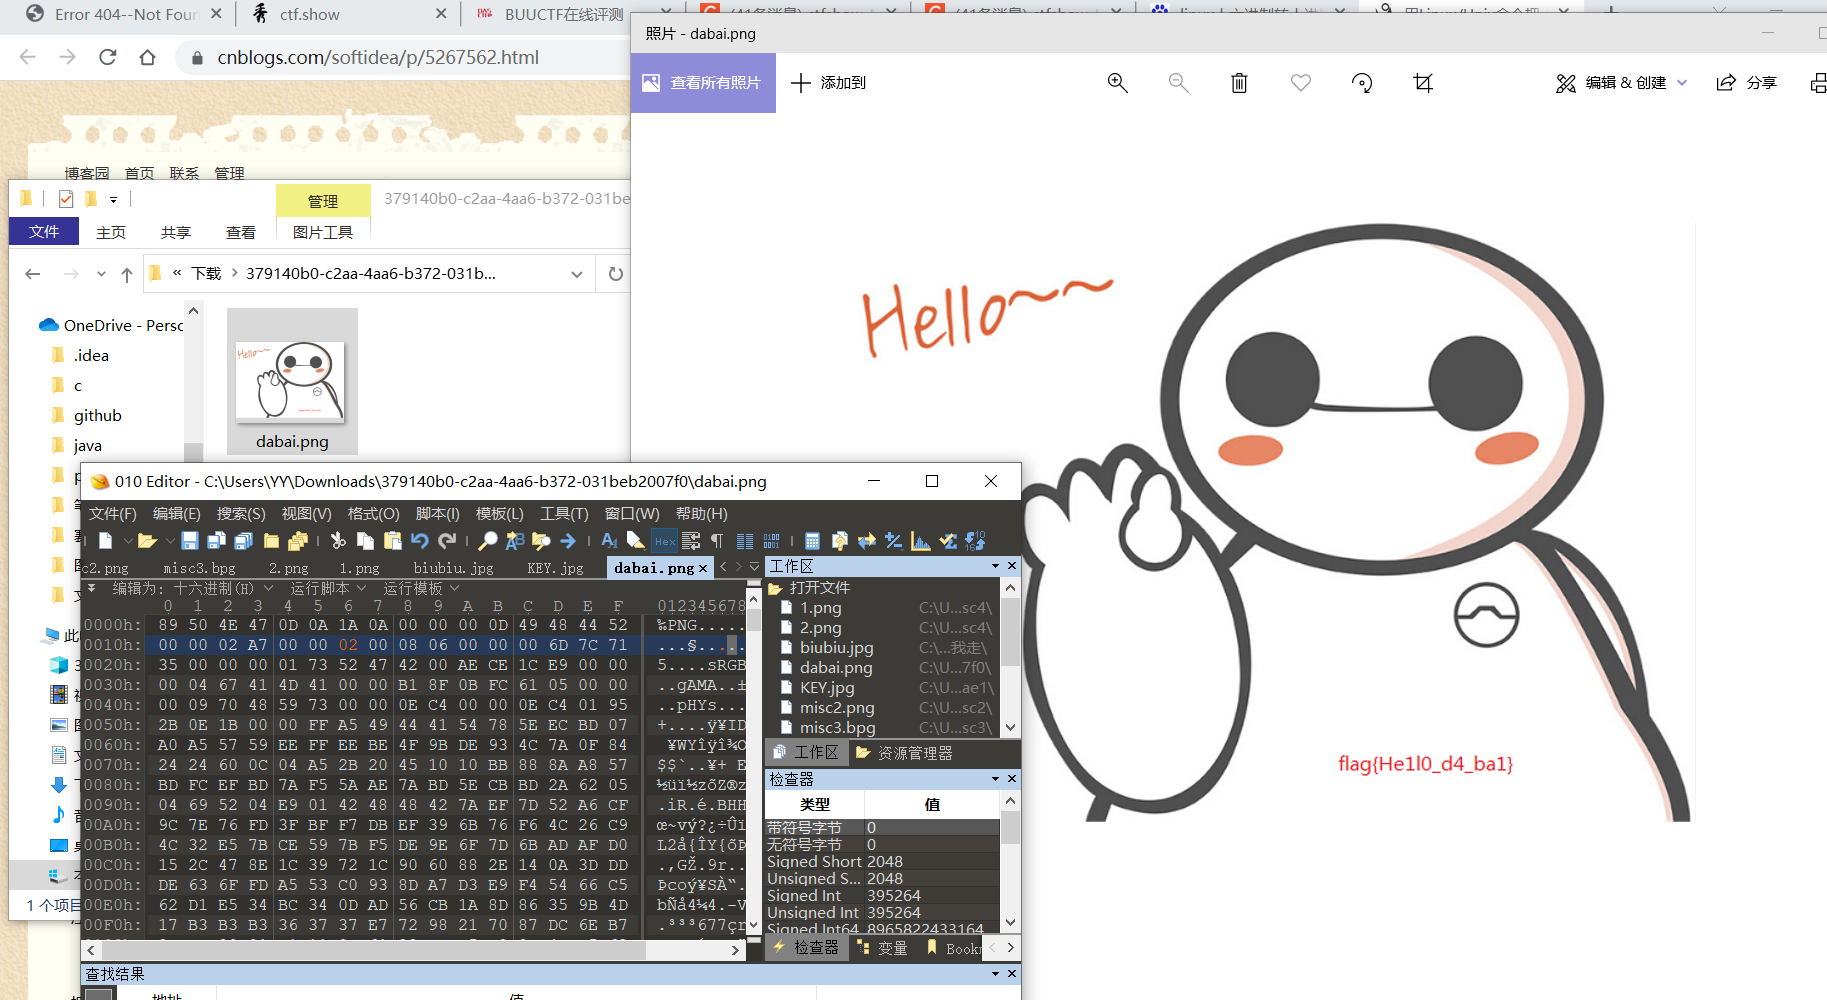 Error 404--Not Foun
ctf.show
BUUCTF在线评测
cnblogs.com/softidea/p/5267562.html
博客园 首页 联系 管理
照片 - dabai.png
查看所有照片
添加到
编辑 & 创建
分享
管理
379140b0-c2aa-4aa6-b372-031be
文件 主页 共享 查看 图片工具
« 下载 › 379140b0-c2aa-4aa6-b372-031b...
OneDrive - Persc
.idea
c
github
java
dabai.png
1 个项目
Hello~~
flag{He1l0_d4_ba1}
010 Editor - C:\Users\YY\Downloads\379140b0-c2aa-4aa6-b372-031beb2007f0\dabai.png
文件(F) 编辑(E) 搜索(S) 视图(V) 格式(O) 脚本(I) 模板(L) 工具(T) 窗口(W) 帮助(H)
c2.png misc3.bpg 2.png 1.png biubiu.jpg KEY.jpg dabai.png
编辑为: 十六进制(H) 运行脚本 运行模板
0 1 2 3 4 5 6 7 8 9 A B C D E F 012345678
0000h: 89 50 4E 47 0D 0A 1A 0A 00 00 00 0D 49 48 44 52 ‰PNG.....
0010h: 00 00 02 A7 00 00 02 00 08 06 00 00 00 6D 7C 71 ...§.....
0020h: 35 00 00 00 01 73 52 47 42 00 AE CE 1C E9 00 00 5....sRGB
0030h: 00 04 67 41 4D 41 00 00 B1 8F 0B FC 61 05 00 00 ..gAMA..±
0040h: 00 09 70 48 59 73 00 00 0E C4 00 00 0E C4 01 95 ..pHYs...
0050h: 2B 0E 1B 00 00 FF A5 49 44 41 54 78 5E EC BD 07 +....ÿ¥ID
0060h: A0 A5 57 59 EE FF EE BE 4F 9B DE 93 4C 7A 0F 84 ¥WYîÿî¾O
0070h: 24 24 60 0C 04 A5 2B 20 45 10 10 BB 88 8A A8 57 $$`..¥+ E
0080h: BD FC EF BD 7A F5 5A AE 7A BD 5E CB BD 2A 62 05 ½üï½zõZ®z
0090h: 04 69 52 04 E9 01 42 48 48 42 7A EF 7D 52 A6 CF .iR.é.BHH
00A0h: 9C 7E 76 FD 3F BF F7 DB EF 39 6B 76 F6 4C 26 C9 œ~vý?¿÷Ûï
00B0h: 4C 32 E5 7B CE 59 7B F5 DE 9E 6F 7D 6B AD AF D0 L2å{ÎY{õÞ
00C0h: 15 2C 47 8E 1C 39 72 1C 90 60 88 2E 14 0A 3D DD .,GŽ.9r..
00D0h: DE 63 6F FD A5 53 C0 93 8D A7 D3 E9 F4 54 66 C5 Þcoý¥SÀ“.
00E0h: 62 D1 E5 34 BC 34 0D AD 56 CB 1A 8D 86 35 9B 4D bÑå4¼4.-V
00F0h: 17 B3 B3 B3 36 37 37 E7 72 98 21 70 87 DC 6E B7 .³³³677çr
查找结果
地址 值
工作区
打开文件
1.png C:\U...sc4\
2.png C:\U...sc4\
biubiu.jpg C:\...我走\
dabai.png C:\U...7f0\
KEY.jpg C:\U...ae1\
misc2.png C:\U...sc2\
misc3.bpg C:\U...sc3\
工作区 资源管理器
检查器
类型 值
带符号字节 0
无符号字节 0
Signed Short 2048
Unsigned S... 2048
Signed Int 395264
Unsigned Int 395264
Signed Int64 8965822433164
检查器 变量 Bookr